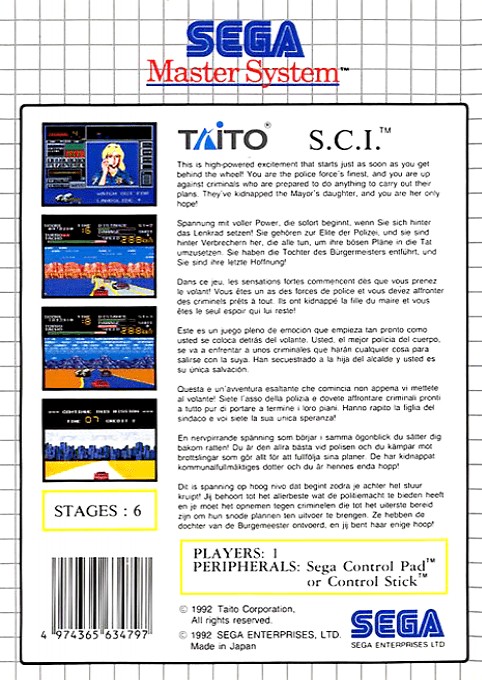 SEGA
Master System™
TAITO® S.C.I.™
This is high-powered excitement that starts just as soon as you get
behind the wheel! You are the police force's finest, and you are up
against criminals who are prepared to do anything to carry out their
plans. They've kidnapped the Mayor's daughter, and you are her only
hope!
Spannung mit voller Power, die sofort beginnt, wenn Sie sich hinter
das Lenkrad setzen! Sie gehören zur Elite der Polizei, und sie sind
hinter Verbrechern her, die alle tun, um ihre bösen Pläne in die Tat
umzusetzen. Sie haben die Tochter des Bürgermeisters entführt, und
Sie sind ihre letzte Hoffnung!
Dans ce jeu, les sensations fortes commencent dès que vous prenez
le volant! Vous êtes un as des forces de police et vous devez affronter
des criminels prêts à tout. Ils ont kidnappé la fille du maire et vous
êtes le seul espoir qui lui reste!
Este es un juego pleno de emoción que empieza tan pronto como
usted se coloca detrás del volante. Usted, el mejor policía del cuerpo,
se va a enfrentar a unos criminales que harán cualquier cosa para
salirse con la suya. Han secuestrado a la hija del alcalde y usted es
su única salvación.
Questa e' un'avventura esaltante che comincia non appena vi mettete
al volante! Siete l'asso della polizia e dovete affrontare criminali pronti
a tutto pur di portare a termine i loro piani. Hanno rapito la figlia del
sindaco e voi siete la sua unica speranza!
En nervpirrande spänning som börjar i samma ögonblick du sätter dig
bakom ratten! Du är den allra bästa vid polisen och du kämpar mot
brottslingar som gör allt för att fullfölja sina planer. De har kidnappat
kommunalfullmäktiges dotter och du är hennes enda hopp!
Dit is spanning op hoog nivo dat begint zodra je achter het stuur
kruipt! Jij behoort tot het allerbeste wat de politiemacht te bieden heeft
en je moet het opnemen tegen criminelen die tot het uiterste bereid
zijn om hun snode plannen ten uitvoer te brengen. Ze hebben de
dochter van de Burgemeester ontvoerd, en jij bent haar enige hoop!
WATCH OUT FOR
CONTINUE THIS MISSION
TIME 07 CREDIT 2
STAGES : 6
PLAYERS: 1
PERIPHERALS: Sega Control Pad™
or Control Stick™
© 1992 Taito Corporation,
All rights reserved.
© 1992 SEGA ENTERPRISES, LTD.
Made in Japan
SEGA
SEGA ENTERPRISES LTD
4 974365 634797